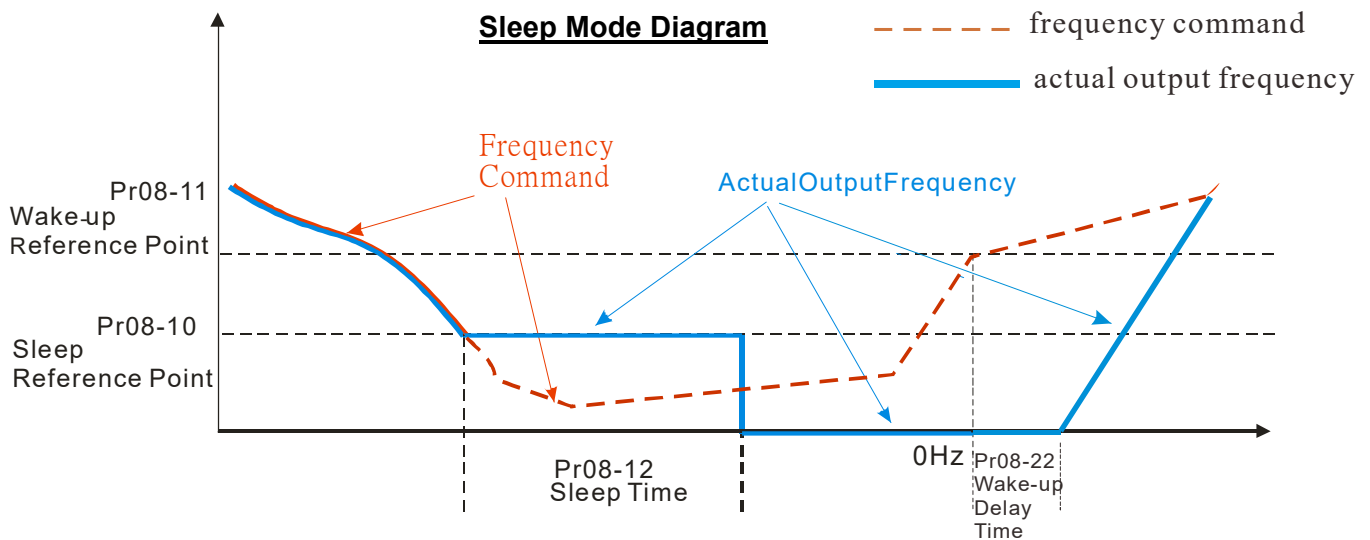 Sleep Mode Diagram
frequency command
actual output frequency
Frequency
Command
ActualOutputFrequency
Pr08-11
Wake-up
Reference Point
Pr08-10
Sleep
Reference Point
Pr08-12
Sleep Time
0Hz
Pr08-22
Wake-up
Delay
Time